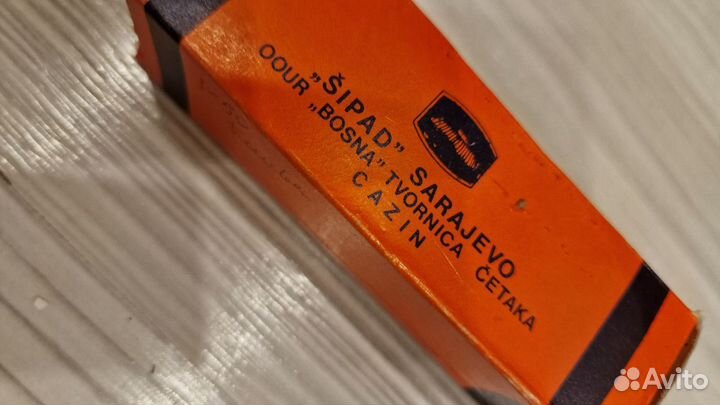 „ŠIPAD” SARAJEVO
OOUR „BOSNA” TVORNICA ČETAKA
CAZIN
Avito